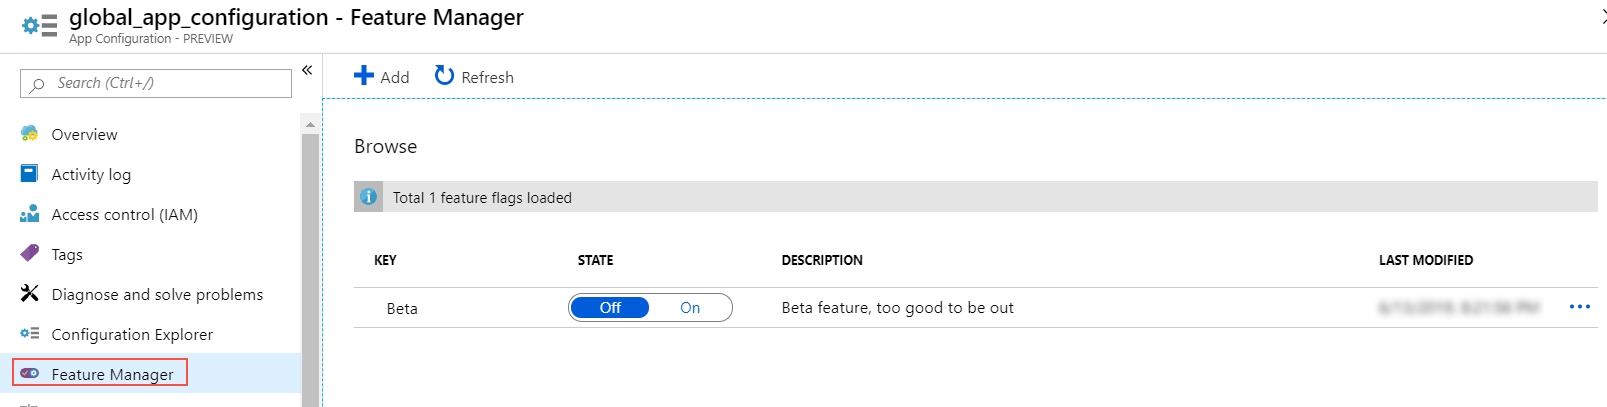 global_app_configuration - Feature Manager
App Configuration - PREVIEW
Search (Ctrl+/)
Add Refresh
Overview
Activity log
Access control (IAM)
Tags
Diagnose and solve problems
Configuration Explorer
Feature Manager
Browse
Total 1 feature flags loaded
KEY STATE DESCRIPTION LAST MODIFIED
Beta Off On Beta feature, too good to be out